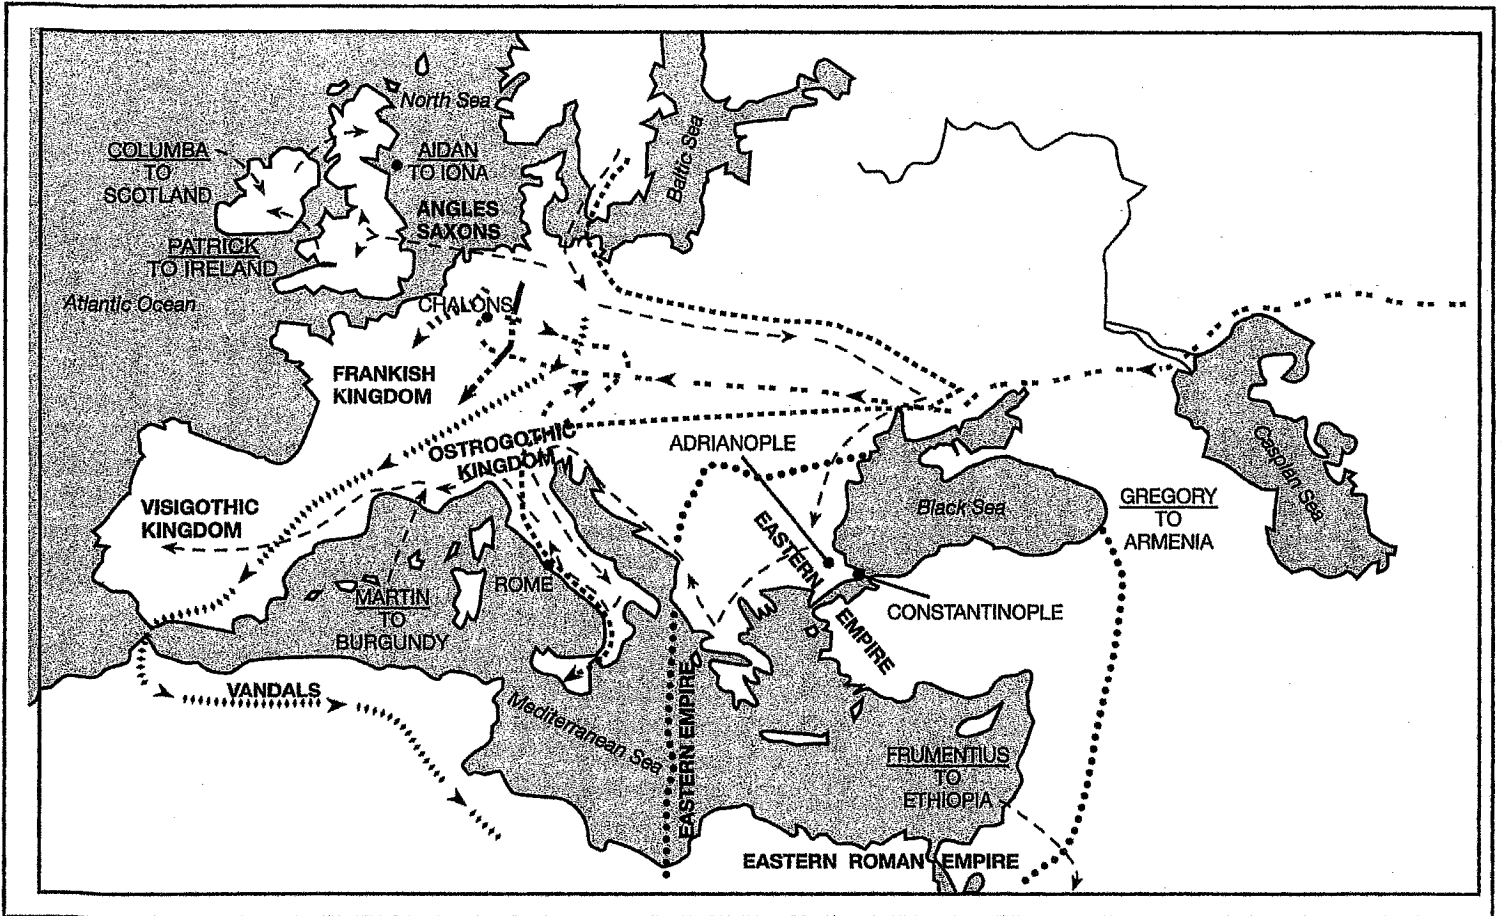 North Sea
COLUMBA
TO
SCOTLAND
AIDAN
TO IONA
Baltic Sea
ANGLES
SAXONS
PATRICK
TO IRELAND
Atlantic Ocean
CHALONS
FRANKISH
KINGDOM
ADRIANOPLE
OSTROGOTHIC
KINGDOM
Caspian Sea
VISIGOTHIC
KINGDOM
Black Sea
GREGORY
TO
ARMENIA
EASTERN
EMPIRE
ROME
MARTIN
TO
BURGUNDY
CONSTANTINOPLE
VANDALS
Mediterranean Sea
EASTERN EMPIRE
FRUMENTIUS
TO
ETHIOPIA
EASTERN ROMAN EMPIRE